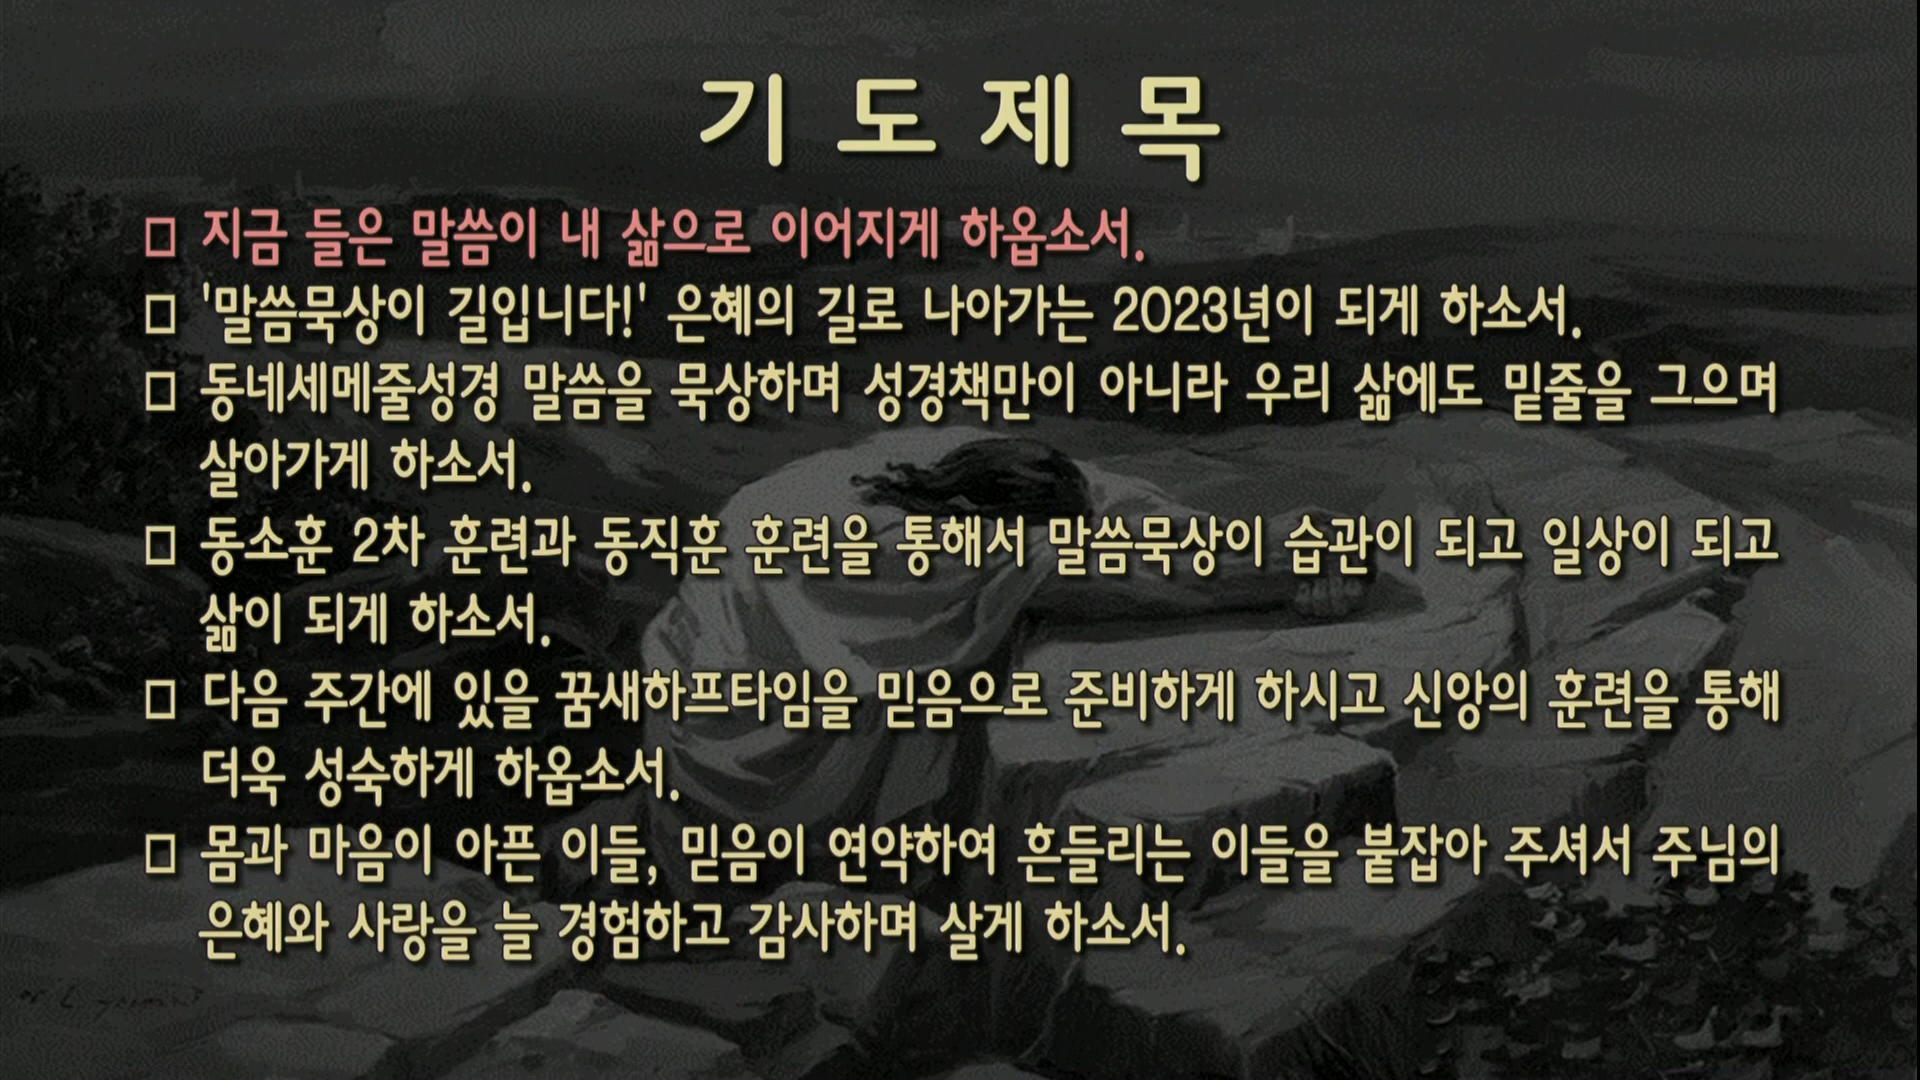 기도제목
□ 지금 들은 말씀이 내 삶으로 이어지게 하옵소서.
□ '말씀묵상이 길입니다!' 은혜의 길로 나아가는 2023년이 되게 하소서.
□ 동네세메줄성경 말씀을 묵상하며 성경책만이 아니라 우리 삶에도 밑줄을 그으며
살아가게 하소서.
□ 동소훈 2차 훈련과 동직훈 훈련을 통해서 말씀묵상이 습관이 되고 일상이 되고
삶이 되게 하소서.
□ 다음 주간에 있을 꿈새하프타임을 믿음으로 준비하게 하시고 신앙의 훈련을 통해
더욱 성숙하게 하옵소서.
□ 몸과 마음이 아픈 이들, 믿음이 연약하여 흔들리는 이들을 붙잡아 주셔서 주님의
은혜와 사랑을 늘 경험하고 감사하며 살게 하소서.